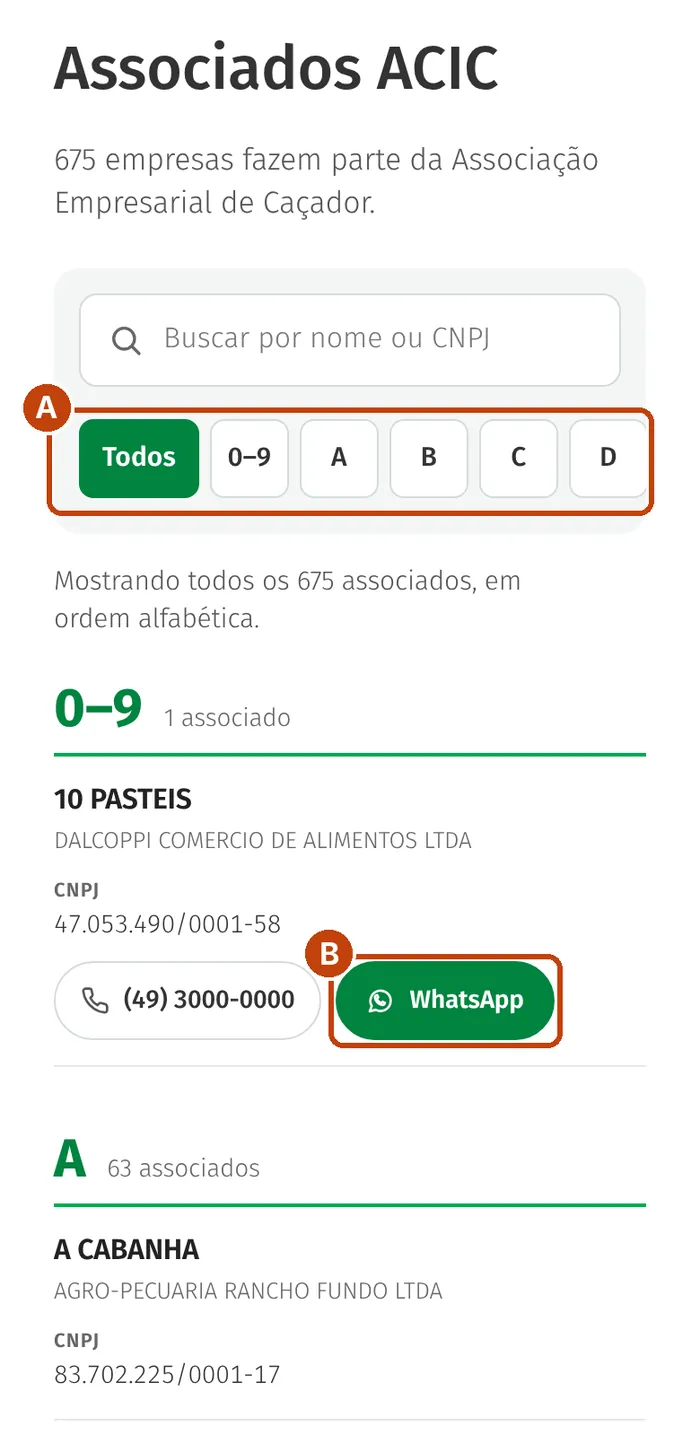 Associados ACIC
675 empresas fazem parte da Associação
Empresarial de Caçador.
Buscar por nome ou CNPJ
A
Todos 0–9 A B C D
Mostrando todos os 675 associados, em
ordem alfabética.
0–9 1 associado
10 PASTEIS
DALCOPPI COMERCIO DE ALIMENTOS LTDA
CNPJ
47.053.490/0001-58
B
(49) 3000-0000 WhatsApp
A 63 associados
A CABANHA
AGRO-PECUARIA RANCHO FUNDO LTDA
CNPJ
83.702.225/0001-17